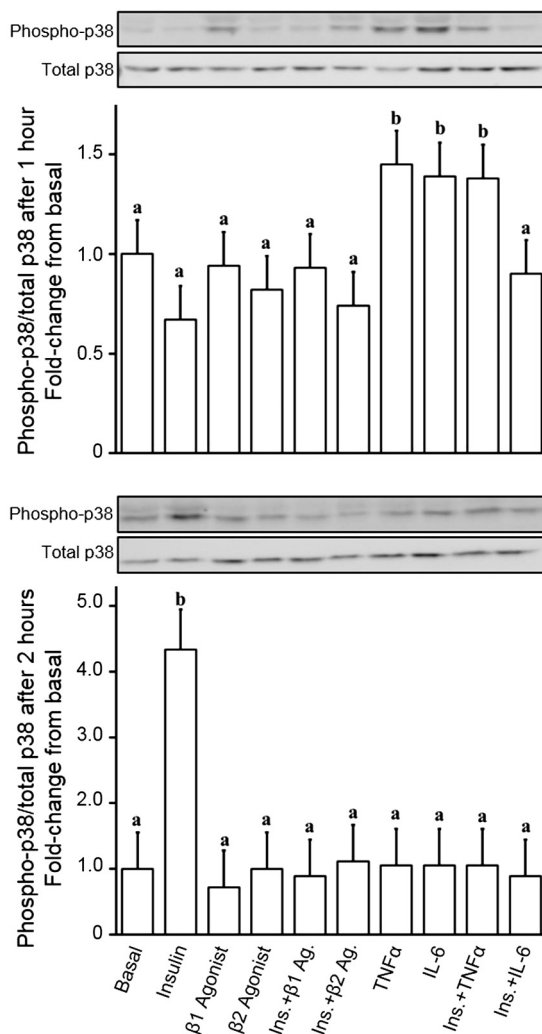 Phospho-p38
Total p38
Phospho-p38/total p38 after 1 hour
Fold-change from basal
1.5
1.0
0.5
0
a
a
a
a
a
a
b
b
b
a
Phospho-p38
Total p38
Phospho-p38/total p38 after 2 hours
Fold-change from basal
5.0
4.0
3.0
2.0
1.0
0
a
b
a
a
a
a
a
a
a
a
Basal
Insulin
β1 Agonist
β2 Agonist
Ins.+β1 Ag.
Ins.+β2 Ag.
TNFα
IL-6
Ins.+TNFα
Ins.+IL-6